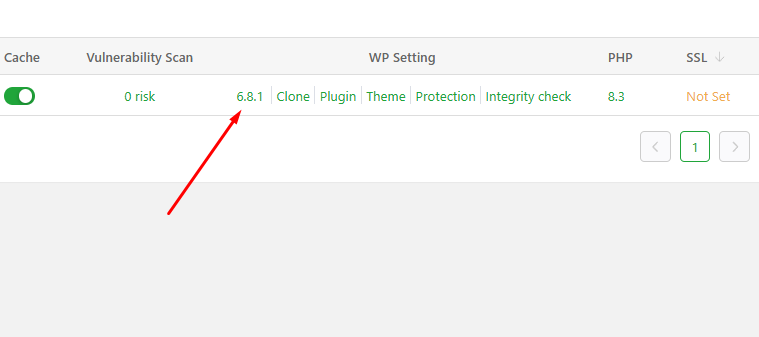 Cache Vulnerability Scan WP Setting PHP SSL
0 risk 6.8.1 Clone Plugin Theme Protection Integrity check 8.3 Not Set
1